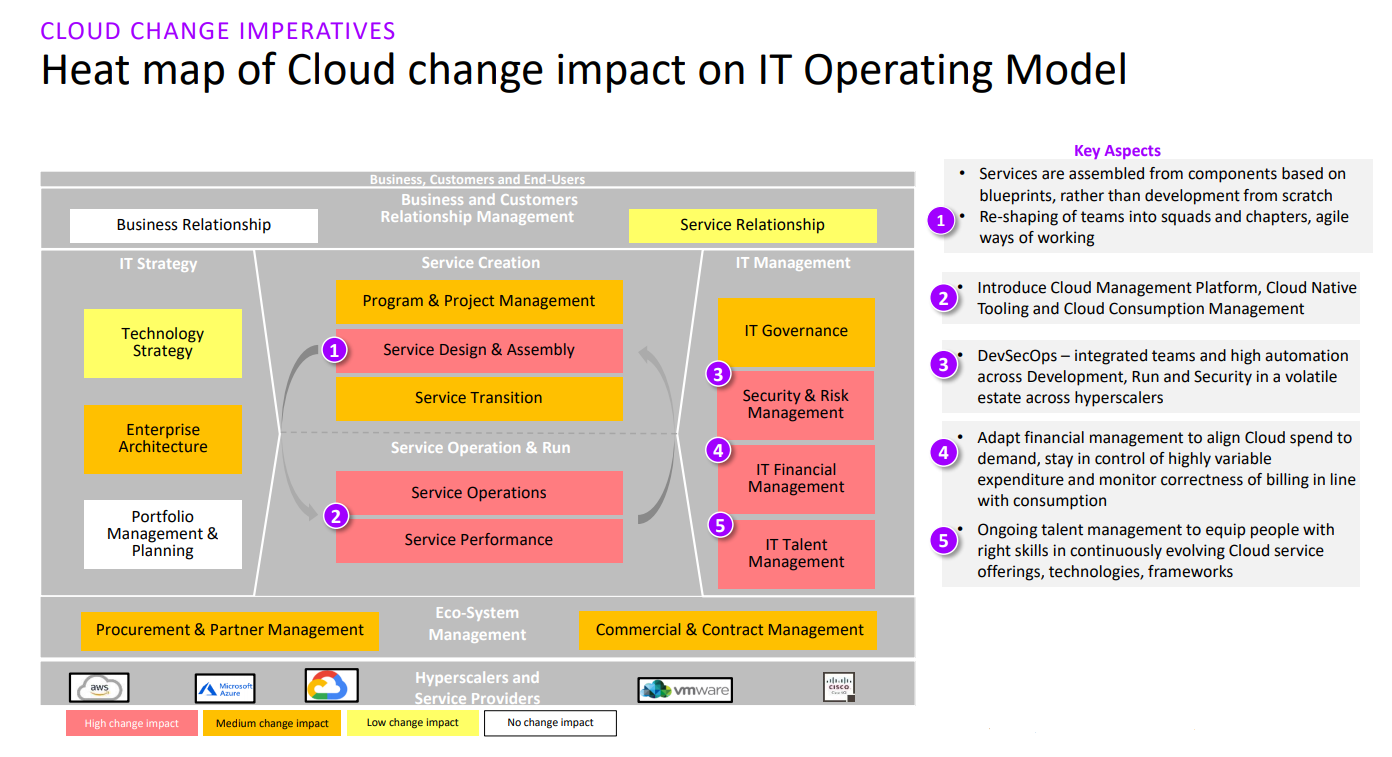 CLOUD CHANGE IMPERATIVES
Heat map of Cloud change impact on IT Operating Model
Business, Customers and End-Users
Business and Customers
Relationship Management
Business Relationship
Service Relationship
IT Strategy
Technology
Strategy
Enterprise
Architecture
Portfolio
Management &
Planning
Service Creation
Program & Project Management
1
Service Design & Assembly
Service Transition
Service Operation & Run
Service Operations
2
Service Performance
IT Management
IT Governance
3
Security & Risk
Management
4
IT Financial
Management
5
IT Talent
Management
Eco-System
Management
Procurement & Partner Management
Commercial & Contract Management
Hyperscalers and
Service Providers
aws
Microsoft
Azure
vmware
CISCO
High change impact
Medium change impact
Low change impact
No change impact
Key Aspects
1
• Services are assembled from components based on
blueprints, rather than development from scratch
• Re-shaping of teams into squads and chapters, agile
ways of working
2
• Introduce Cloud Management Platform, Cloud Native
Tooling and Cloud Consumption Management
3
• DevSecOps – integrated teams and high automation
across Development, Run and Security in a volatile
estate across hyperscalers
4
• Adapt financial management to align Cloud spend to
demand, stay in control of highly variable
expenditure and monitor correctness of billing in line
with consumption
5
• Ongoing talent management to equip people with
right skills in continuously evolving Cloud service
offerings, technologies, frameworks